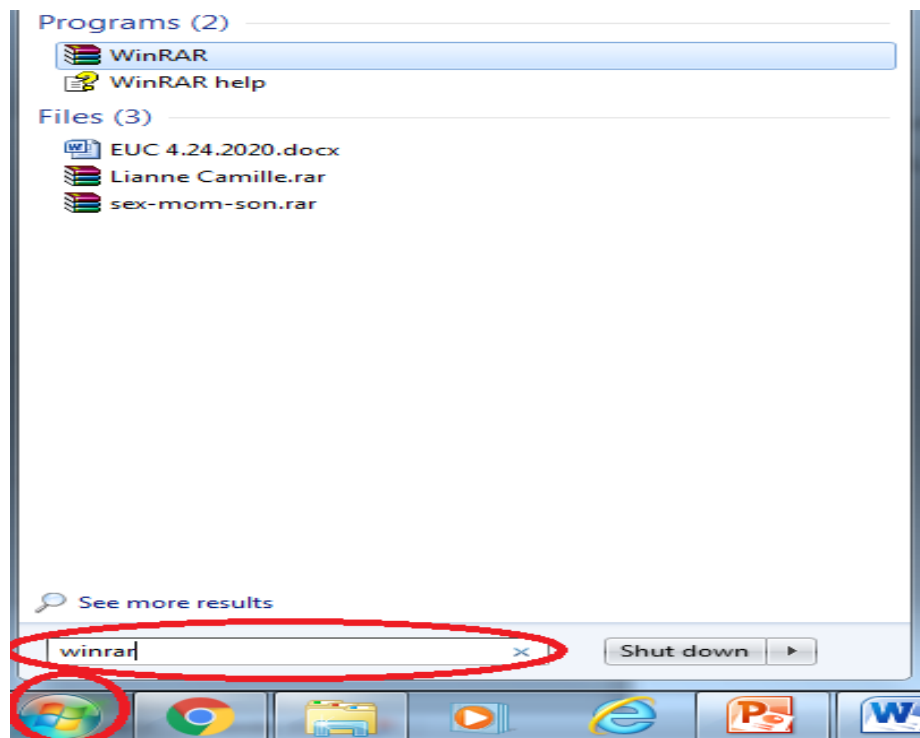 Programs (2)
WinRAR
WinRAR help
Files (3)
EUC 4.24.2020.docx
Lianne Camille.rar
sex-mom-son.rar
See more results
winrar
Shut down